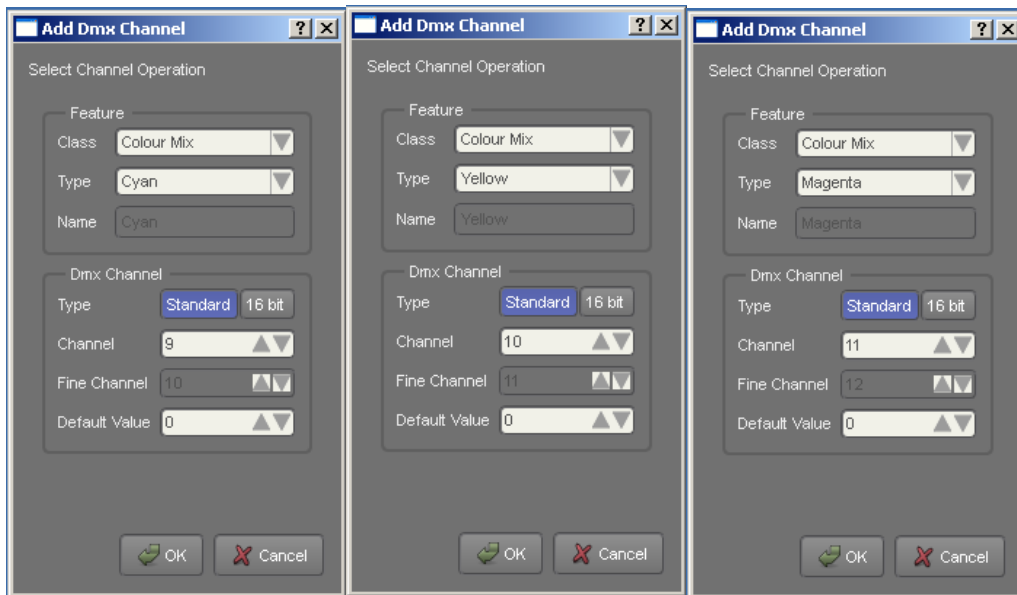 Add Dmx Channel
Select Channel Operation
Feature
Class Colour Mix
Type Cyan
Name Cyan
Dmx Channel
Type Standard 16 bit
Channel 9
Fine Channel 10
Default Value 0
OK Cancel
Add Dmx Channel
Select Channel Operation
Feature
Class Colour Mix
Type Yellow
Name Yellow
Dmx Channel
Type Standard 16 bit
Channel 10
Fine Channel 11
Default Value 0
OK Cancel
Add Dmx Channel
Select Channel Operation
Feature
Class Colour Mix
Type Magenta
Name Magenta
Dmx Channel
Type Standard 16 bit
Channel 11
Fine Channel 12
Default Value 0
OK Cancel